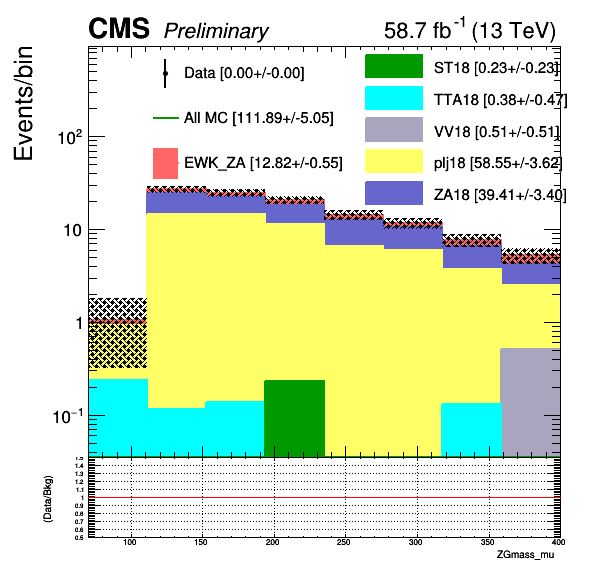 CMS Preliminary 58.7 fb⁻¹ (13 TeV)
Events/bin
Data [0.00+/-0.00]
All MC [111.89+/-5.05]
EWK_ZA [12.82+/-0.55]
ST18 [0.23+/-0.23]
TTA18 [0.38+/-0.47]
VV18 [0.51+/-0.51]
plj18 [58.55+/-3.62]
ZA18 [39.41+/-3.40]
10²
10
1
10⁻¹
(Data/Bkg)
1.5
1.4
1.3
1.2
1.1
1
0.9
0.8
0.7
0.6
0.5
100 150 200 250 300 350 400
ZGmass_mu